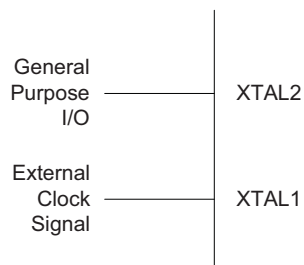 General
Purpose
I/O
XTAL2
External
Clock
Signal
XTAL1